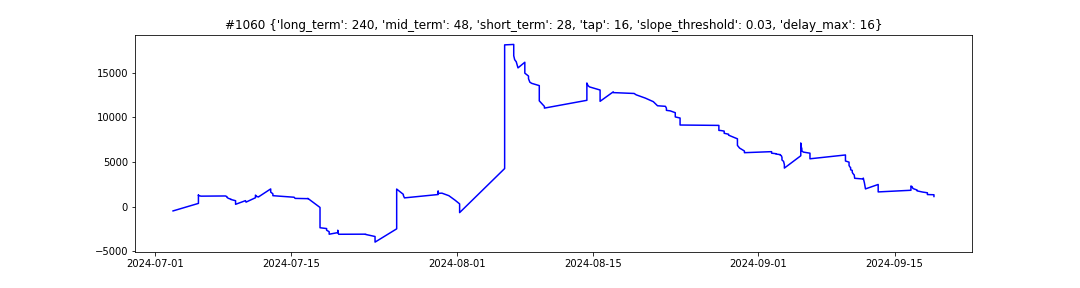 #1060 {'long_term': 240, 'mid_term': 48, 'short_term': 28, 'tap': 16, 'slope_threshold': 0.03, 'delay_max': 16}
15000
10000
5000
0
−5000
2024-07-01 2024-07-15 2024-08-01 2024-08-15 2024-09-01 2024-09-15